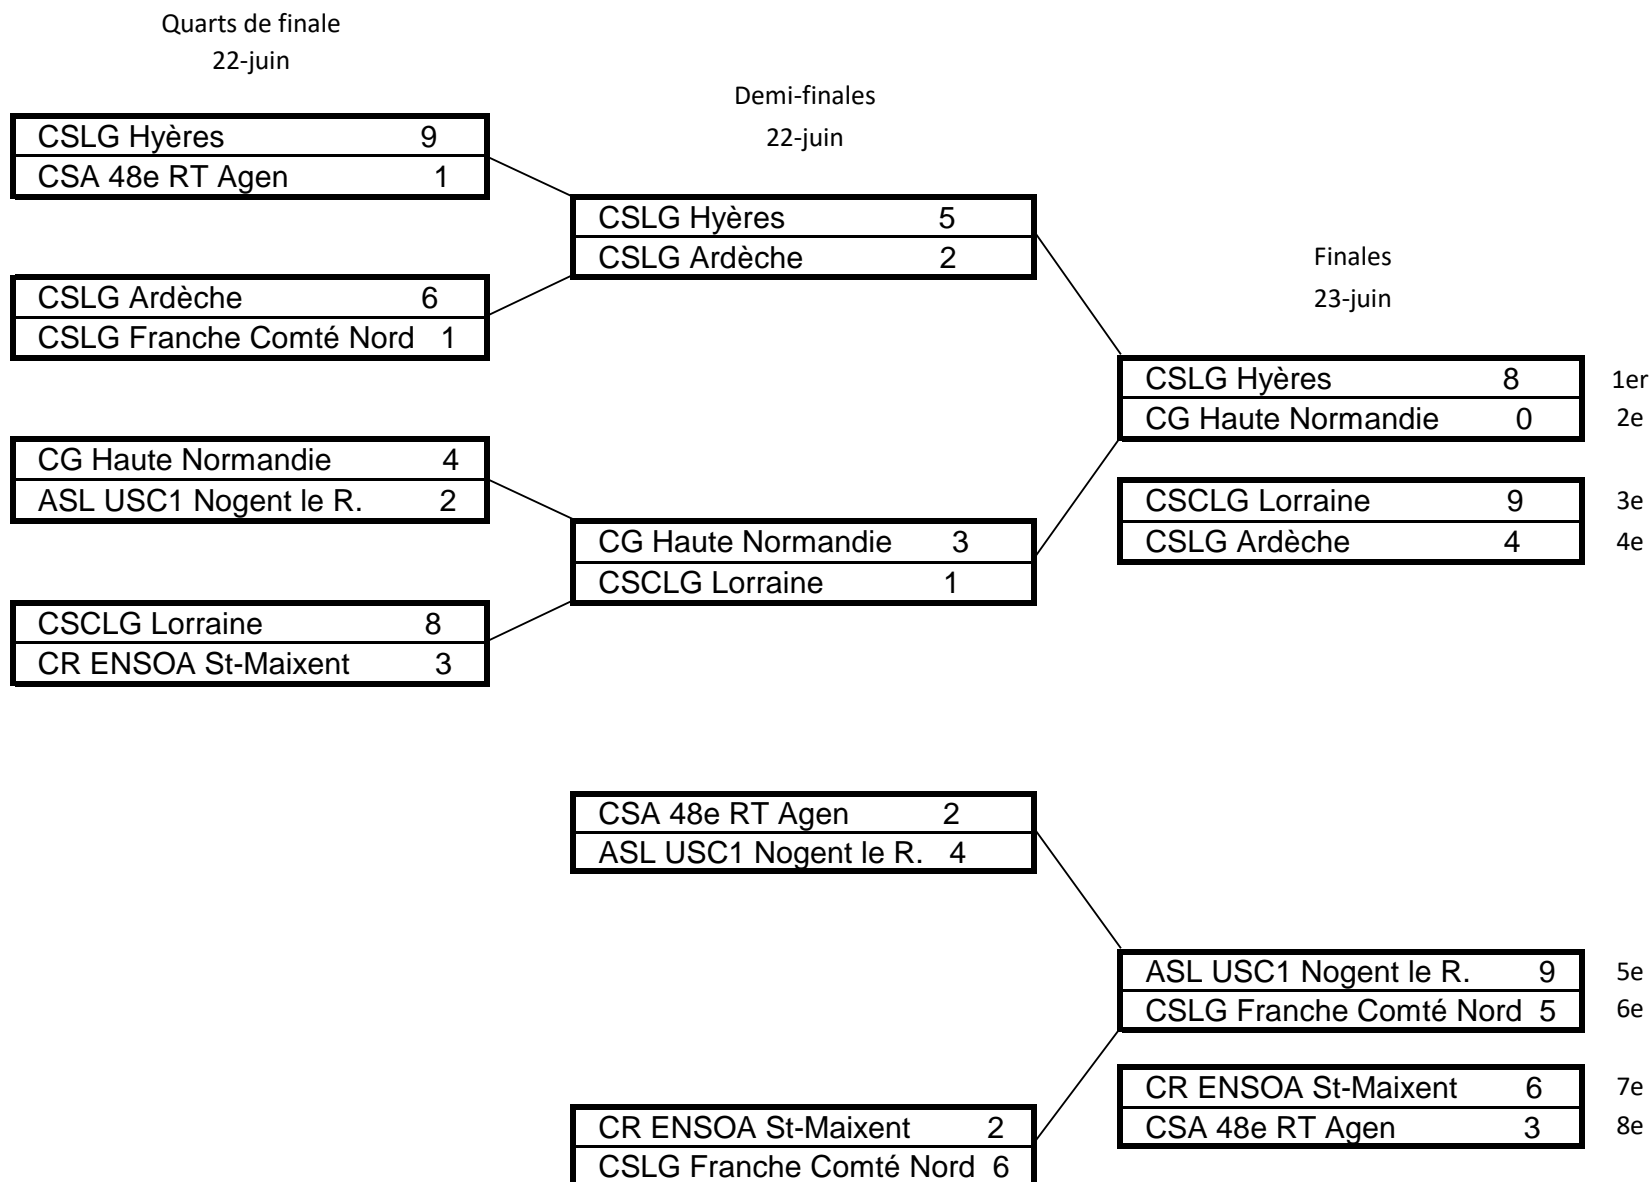 Quarts de finale
22-juin
Demi-finales
22-juin
CSLG Hyères 9
CSA 48e RT Agen 1
CSLG Hyères 5
CSLG Ardèche 2
Finales
23-juin
CSLG Ardèche 6
CSLG Franche Comté Nord 1
CSLG Hyères 8 1er
CG Haute Normandie 0 2e
CG Haute Normandie 4
ASL USC1 Nogent le R. 2
CSCLG Lorraine 9 3e
CSLG Ardèche 4 4e
CG Haute Normandie 3
CSCLG Lorraine 1
CSCLG Lorraine 8
CR ENSOA St-Maixent 3
CSA 48e RT Agen 2
ASL USC1 Nogent le R. 4
ASL USC1 Nogent le R. 9 5e
CSLG Franche Comté Nord 5 6e
CR ENSOA St-Maixent 6 7e
CSA 48e RT Agen 3 8e
CR ENSOA St-Maixent 2
CSLG Franche Comté Nord 6